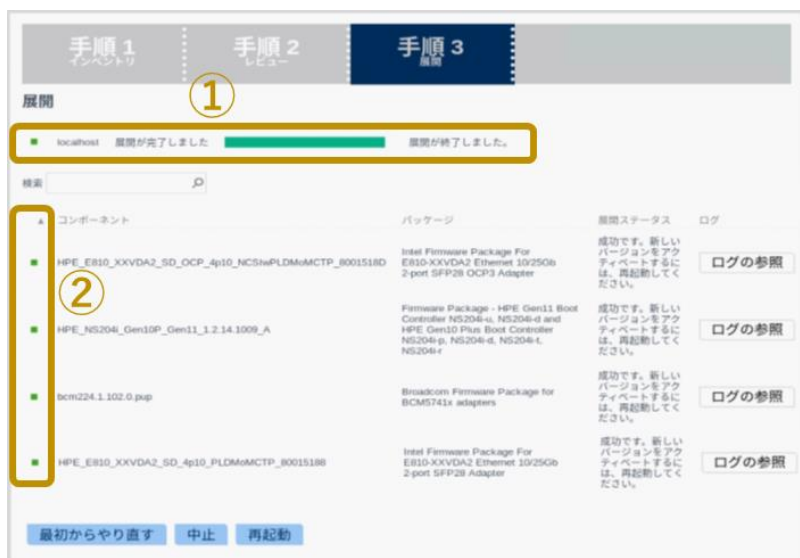 手順 1
インベントリ
手順 2
レビュー
手順 3
展開
①
展開
localhost 展開が完了しました 展開が終了しました。
検索
コンポーネント パッケージ 展開ステータス ログ
②
HPE_E810_XXVDA2_SD_OCP_4p10_NCSIwPLDMoMCTP_8001518D
Intel Firmware Package For
E810-XXVDA2 Ethernet 10/25Gb
2-port SFP28 OCP3 Adapter
成功です。新しい
バージョンをアク
ティベートするに
は、再起動してく
ださい。
ログの参照
HPE_NS204i_Gen10P_Gen11_1.2.14.1009_A
Firmware Package - HPE Gen11 Boot
Controller NS204i-u, NS204i-d and
HPE Gen10 Plus Boot Controller
NS204i-p, NS204i-d, NS204i-t,
NS204i-r
成功です。新しい
バージョンをアク
ティベートするに
は、再起動してく
ださい。
ログの参照
bcm224.1.102.0.pup
Broadcom Firmware Package for
BCM5741x adapters
成功です。新しい
バージョンをアク
ティベートするに
は、再起動してく
ださい。
ログの参照
HPE_E810_XXVDA2_SD_4p10_PLDMoMCTP_80015188
Intel Firmware Package For
E810-XXVDA2 Ethernet 10/25Gb
2-port SFP28 Adapter
成功です。新しい
バージョンをアク
ティベートするに
は、再起動してく
ださい。
ログの参照
最初からやり直す 中止 再起動